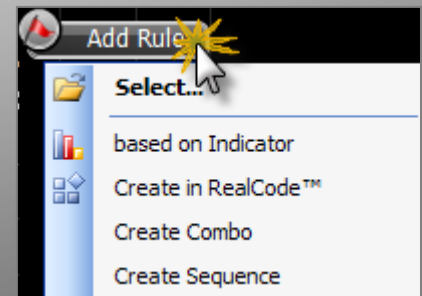 Add Rule
Select...
based on Indicator
Create in RealCode™
Create Combo
Create Sequence